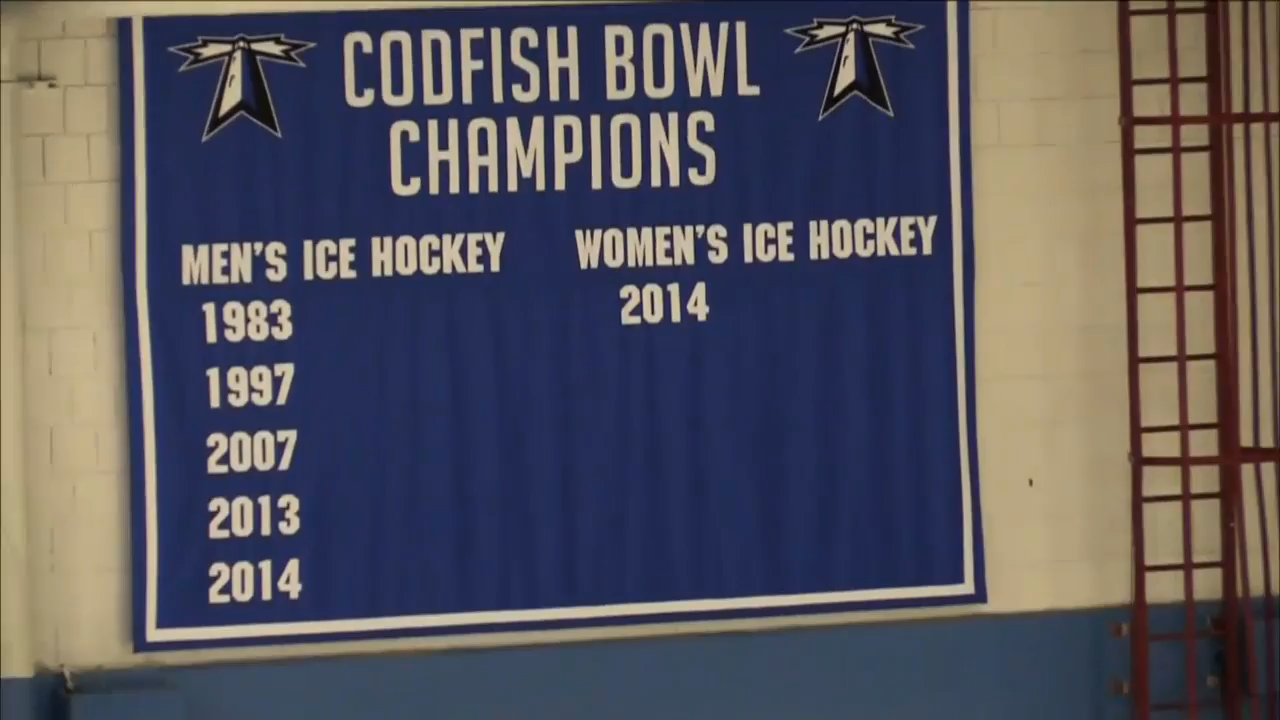 CODFISH BOWL
CHAMPIONS
MEN'S ICE HOCKEY
1983
1997
2007
2013
2014
WOMEN'S ICE HOCKEY
2014